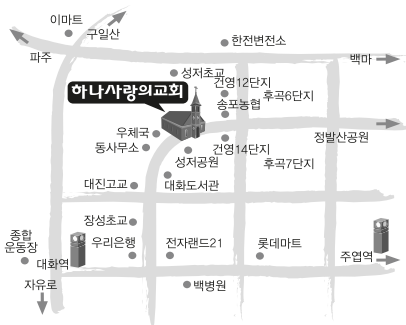 이마트
구일산
파주
한전변전소
백마
성저초교
건영12단지
하나사랑의교회
후곡6단지
송포농협
우체국
동사무소
정발산공원
성저공원
건영14단지
후곡7단지
대진고교
대화도서관
장성초교
종합
운동장
우리은행
전자랜드21
롯데마트
대화역
주엽역
자유로
백병원